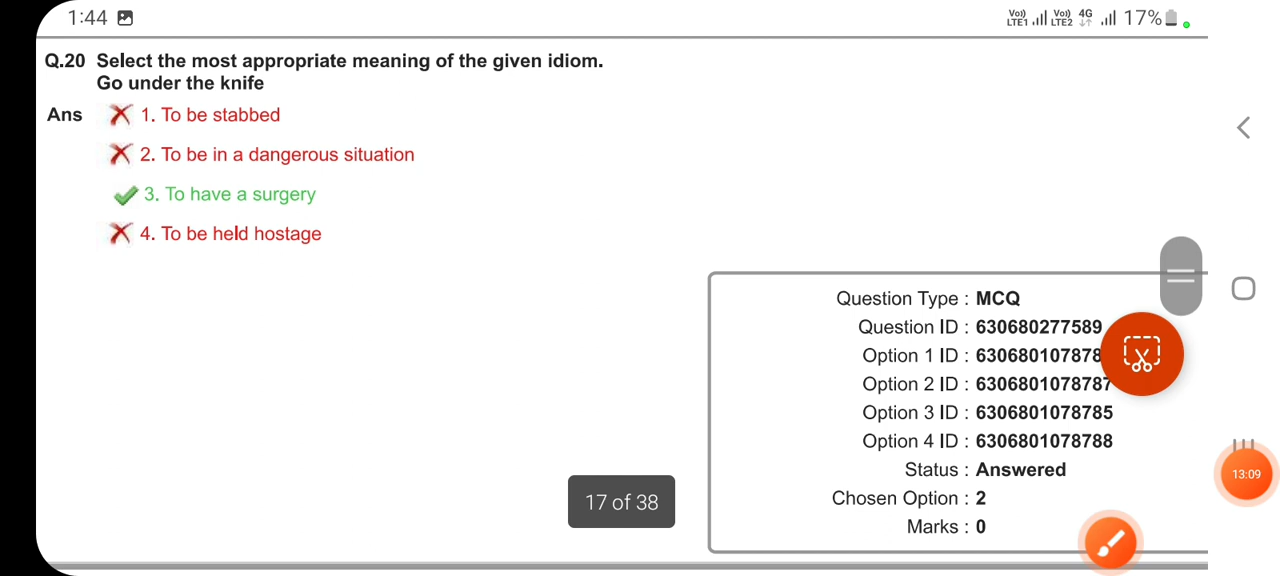 1:44
Vo)) LTE1 Vo)) LTE2 4G 17%
Q.20 Select the most appropriate meaning of the given idiom.
Go under the knife
Ans 1. To be stabbed
2. To be in a dangerous situation
3. To have a surgery
4. To be held hostage
Question Type : MCQ
Question ID : 630680277589
Option 1 ID : 630680107878
Option 2 ID : 6306801078787
Option 3 ID : 6306801078785
Option 4 ID : 6306801078788
Status : Answered
Chosen Option : 2
Marks : 0
17 of 38
13:09